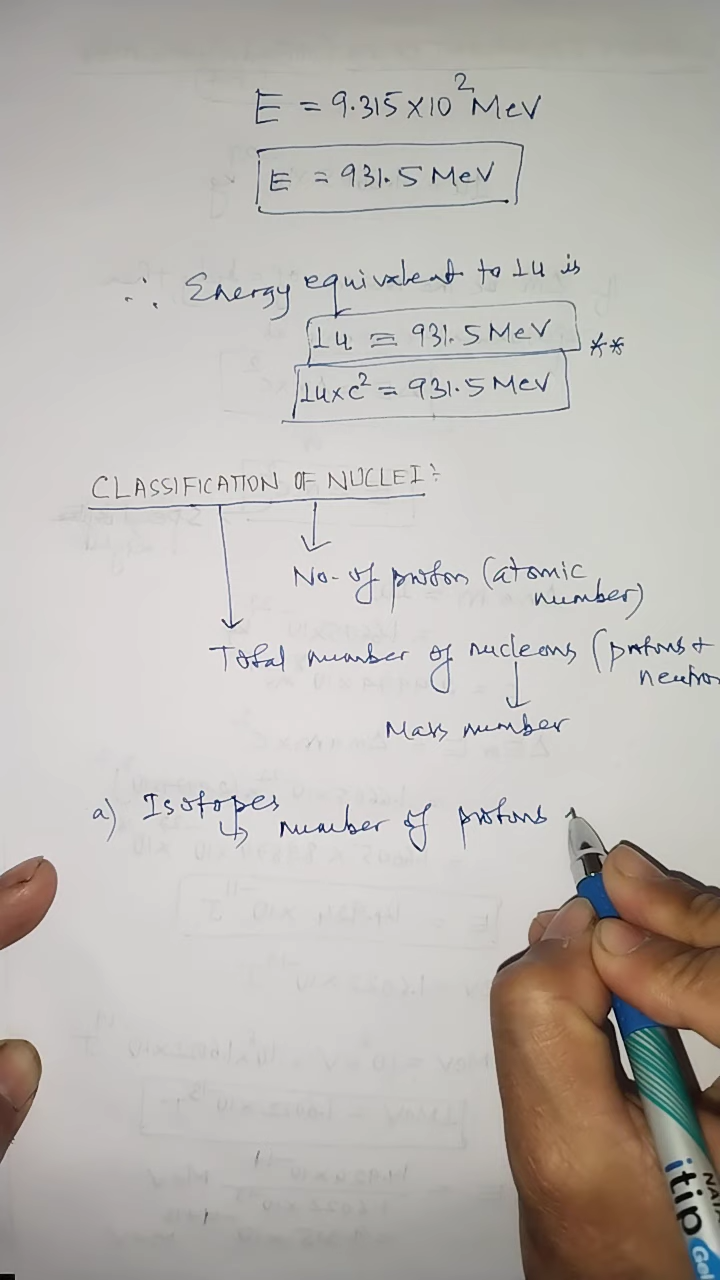 E = 9.315×10² MeV
E = 931.5 MeV
∴ Energy equivalent to 1u is
1u ≡ 931.5 MeV **
1u×c² = 931.5 MeV
CLASSIFICATION OF NUCLEI:
No. of proton (atomic number)
Total number of nucleons (protons + neutro
Mass number
a) Isotopes
↳ number of protons
itip
Gel